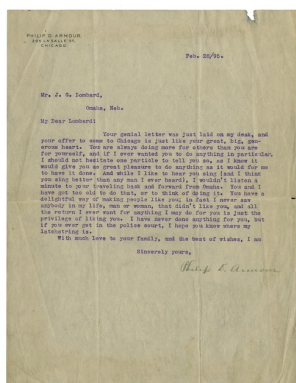 PHILIP D. ARMOUR
205 LA SALLE ST.
CHICAGO
Feb. 28/95.
Mr. J. G. Lombard,
Omaha, Neb.
My Dear Lombard:
Your genial letter was just laid on my desk, and
your offer to come to Chicago is just like your great, big, gen-
erous heart. You are always doing more for others than you are
for yourself, and if I ever wanted you to do anything in particular,
I should not hesitate one particle to tell you so, as I know it
would give you as great pleasure to do anything as it would for me
to have it done. And while I like to hear you sing (and I think
you sing better than any man I ever heard), I wouldn't listen a
minute to your traveling back and forward from Omaha. You and I
have got too old to do that, or to think of doing it. You have a
delightful way of making people like you; in fact I never saw
anybody in my life, man or woman, that didn't like you, and all
the return I ever want for anything I may do for you is just the
privilege of liking you. I have never done anything for you, but
if you ever get in the police court, I hope you know where my
latchstring is.
With much love to your family, and the best of wishes, I am
Sincerely yours,
Philip D. Armour